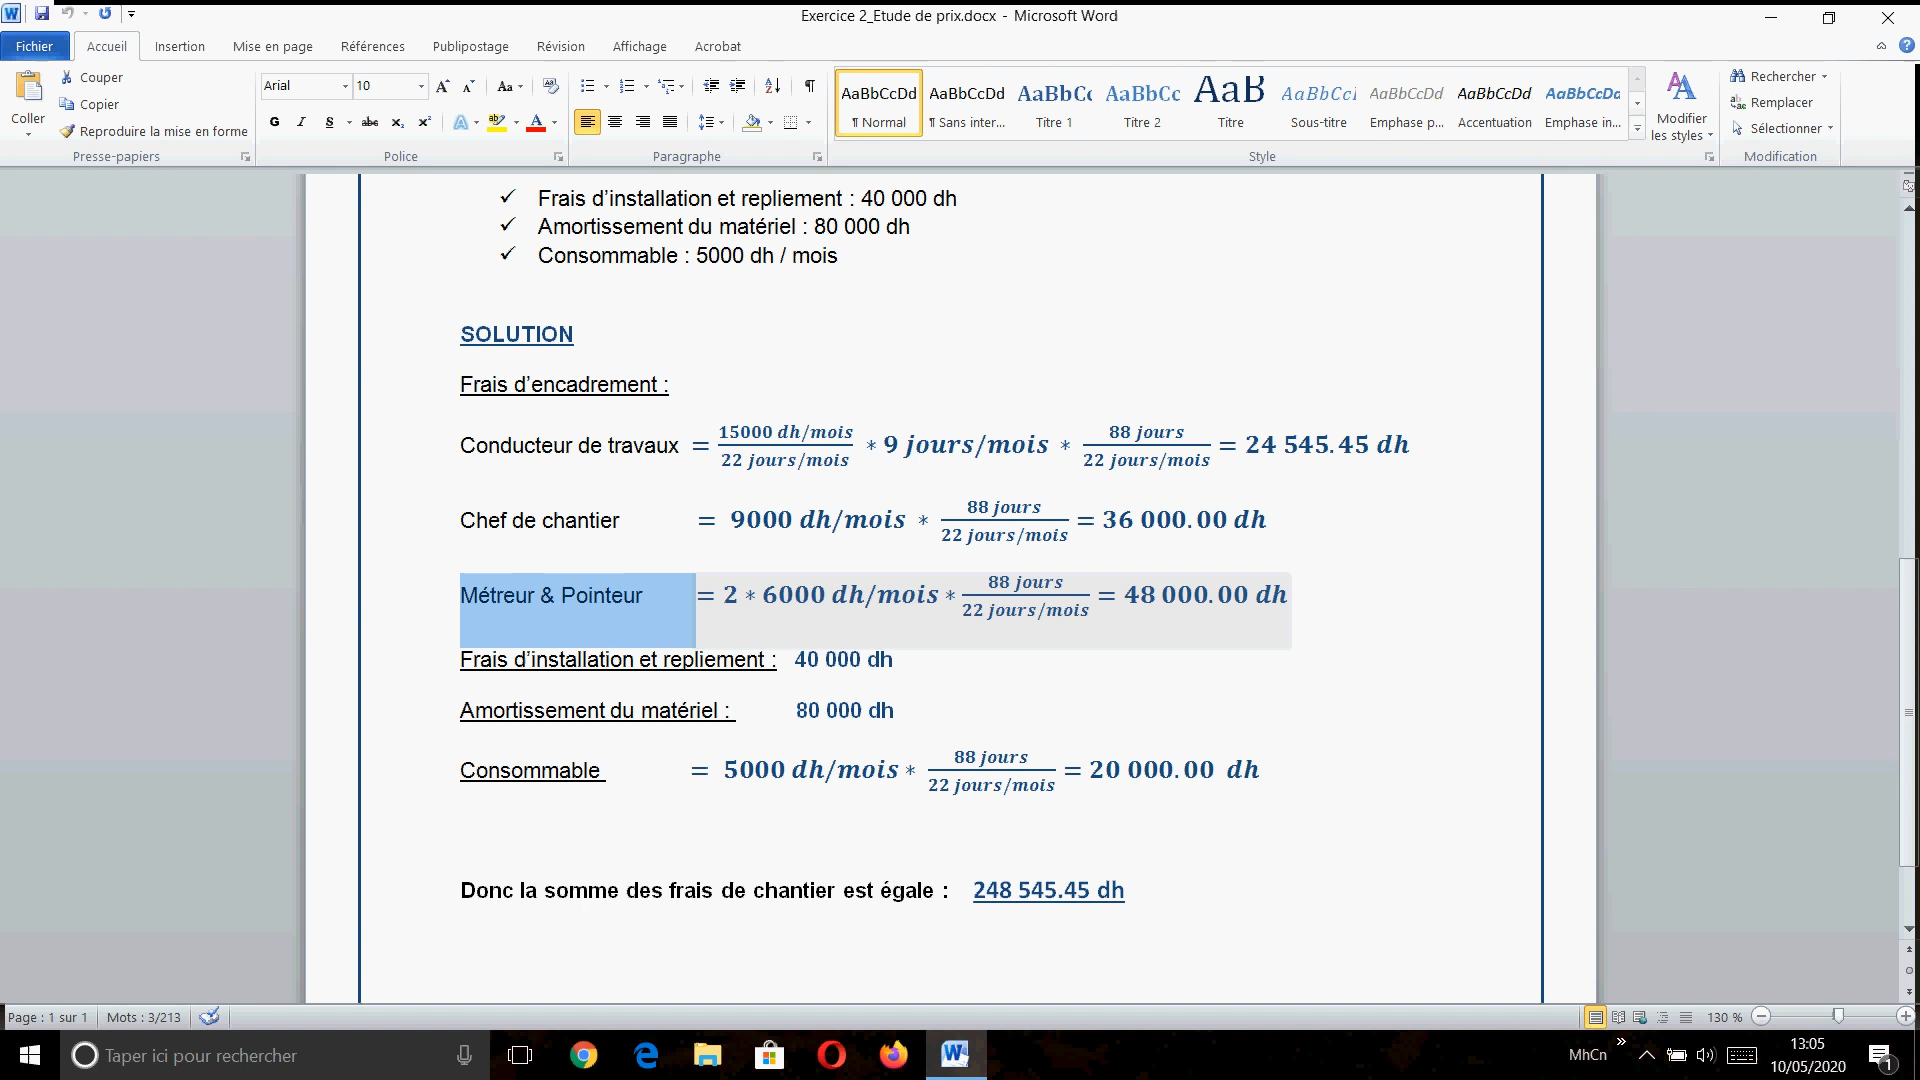 Exercice 2_Etude de prix.docx - Microsoft Word
Fichier Accueil Insertion Mise en page Références Publipostage Révision Affichage Acrobat
Coller
Couper
Copier
Reproduire la mise en forme
Presse-papiers
Arial 10
G I S abc x₂ x²
Police
Paragraphe
AaBbCcDd AaBbCcDd AaBbCc AaBbCc AaB AaBbCcI AaBbCcDd AaBbCcDd AaBbCcDd
¶ Normal ¶ Sans inter... Titre 1 Titre 2 Titre Sous-titre Emphase p... Accentuation Emphase in...
Style
Modifier
les styles
Rechercher
Remplacer
Sélectionner
Modification
✓ Frais d’installation et repliement : 40 000 dh
✓ Amortissement du matériel : 80 000 dh
✓ Consommable : 5000 dh / mois
SOLUTION
Frais d’encadrement :
Conducteur de travaux = 15000 dh/mois / 22 jours/mois * 9 jours/mois * 88 jours / 22 jours/mois = 24 545.45 dh
Chef de chantier = 9000 dh/mois * 88 jours / 22 jours/mois = 36 000.00 dh
Métreur & Pointeur = 2 * 6000 dh/mois * 88 jours / 22 jours/mois = 48 000.00 dh
Frais d’installation et repliement : 40 000 dh
Amortissement du matériel : 80 000 dh
Consommable = 5000 dh/mois * 88 jours / 22 jours/mois = 20 000.00 dh
Donc la somme des frais de chantier est égale : 248 545.45 dh
Page : 1 sur 1 Mots : 3/213 130 %
Taper ici pour rechercher
MhCn
13:05
10/05/2020
1